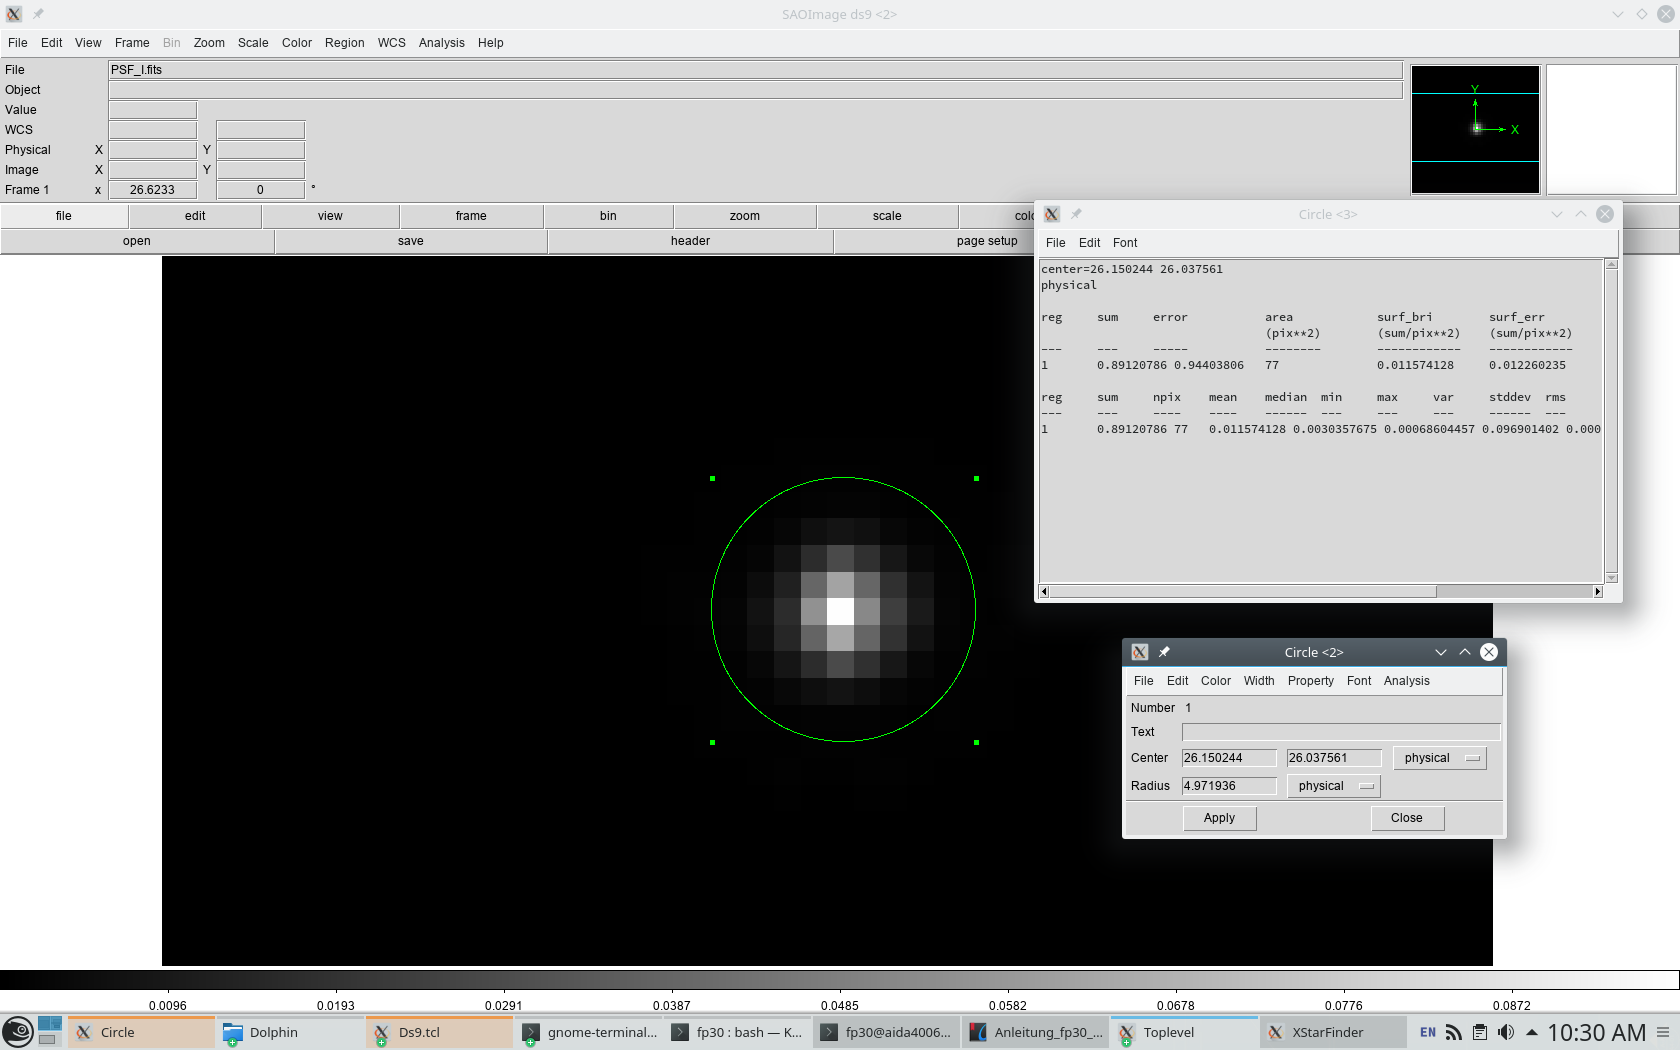 SAOImage ds9 <2>
File Edit View Frame Bin Zoom Scale Color Region WCS Analysis Help
File PSF_I.fits
Object
Value
WCS
Physical X Y
Image X Y
Frame 1 x 26.6233 0 °
Y
X
file edit view frame bin zoom scale
open save header page setup
Circle <3>
File Edit Font
center=26.150244 26.037561
physical
reg sum error area surf_bri surf_err
(pix**2) (sum/pix**2) (sum/pix**2)
--- --- ----- -------- ------------ ------------
1 0.89120786 0.94403806 77 0.011574128 0.012260235
reg sum npix mean median min max var stddev rms
--- --- ---- ---- ------ --- --- --- ------ ---
1 0.89120786 77 0.011574128 0.0030357675 0.00068604457 0.096901402 0.000
Circle <2>
File Edit Color Width Property Font Analysis
Number 1
Text
Center 26.150244 26.037561 physical
Radius 4.971936 physical
Apply Close
0.0096 0.0193 0.0291 0.0387 0.0485 0.0582 0.0678 0.0776 0.0872
Circle Dolphin Ds9.tcl gnome-terminal... fp30 : bash — K... fp30@aida4006... Anleitung_fp30_... Toplevel XStarFinder EN 10:30 AM